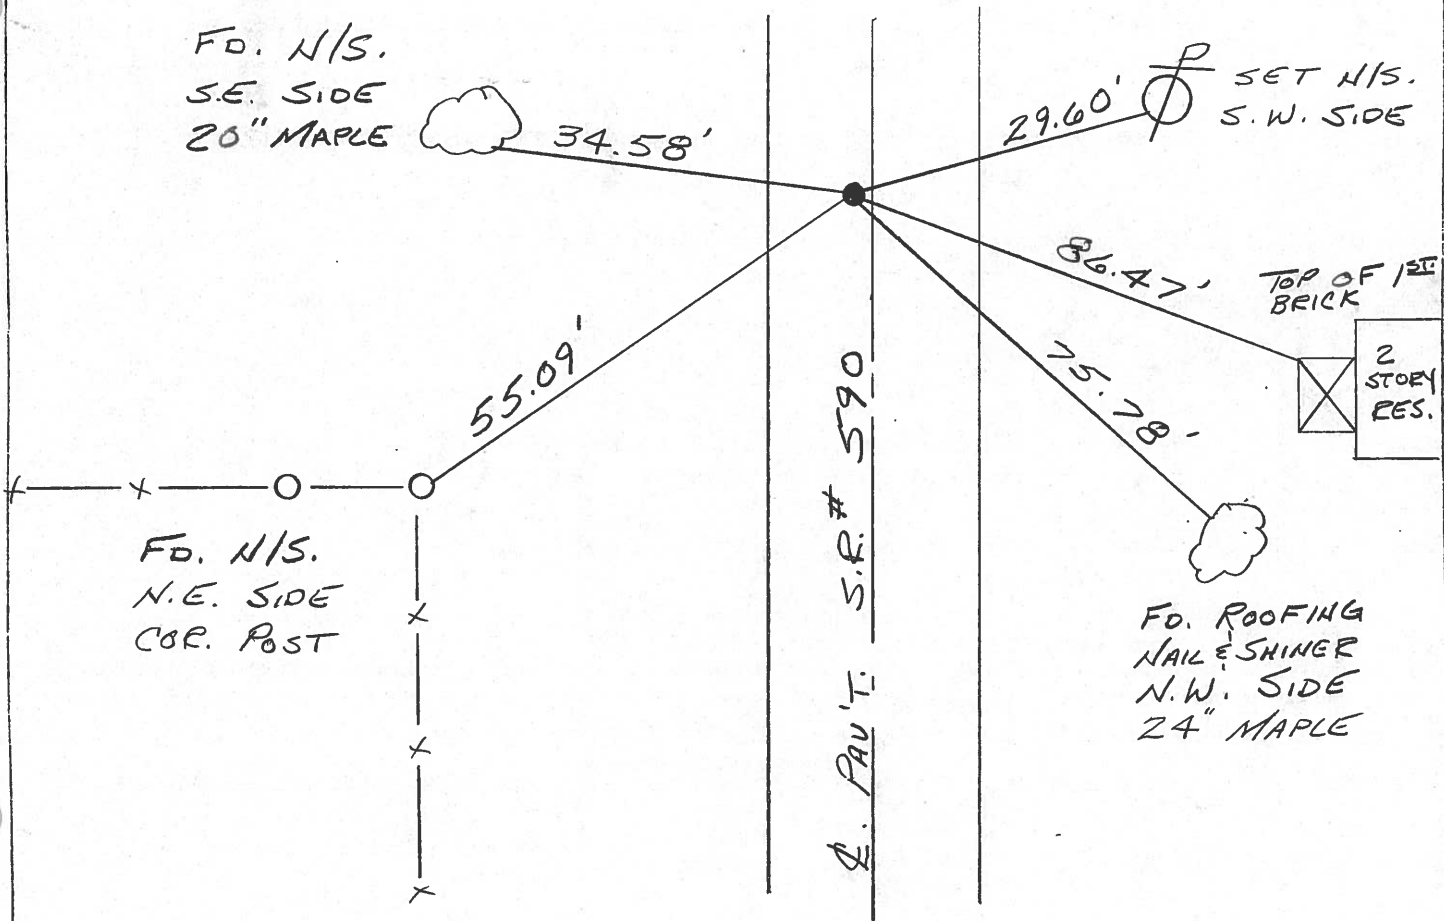 FD. N/S.
S.E. SIDE
20" MAPLE
34.58'
29.60'
P
SET N/S.
S.W. SIDE
86.47'
TOP OF 1ST.
BRICK
2
STORY
RES.
75.78'
55.09'
FD. N/S.
N.E. SIDE
COR. POST
℄. PAV'T. S.R.# 590
FD. ROOFING
NAIL & SHINER
N.W. SIDE
24" MAPLE